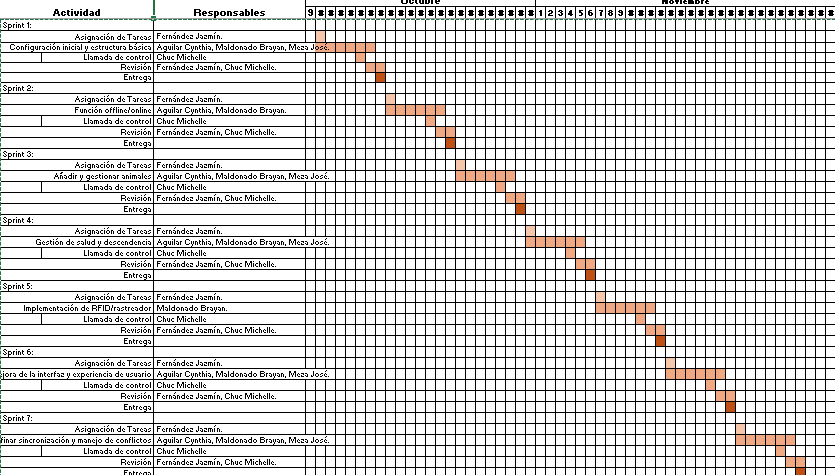 Octubre Noviembre
Actividad Responsables 9 1 2 3 4 5 6 7 8 9
Sprint 1:
Asignación de Tareas Fernández Jazmín.
Configuración inicial y estructura básica Aguilar Cynthia, Maldonado Brayan, Meza José.
Llamada de control Chuc Michelle
Revisión Fernández Jazmín, Chuc Michelle.
Entrega
Sprint 2:
Asignación de Tareas Fernández Jazmín.
Función offline/online Aguilar Cynthia, Maldonado Brayan.
Llamada de control Chuc Michelle
Revisión Fernández Jazmín, Chuc Michelle.
Entrega
Sprint 3:
Asignación de Tareas Fernández Jazmín.
Añadir y gestionar animales Aguilar Cynthia, Maldonado Brayan, Meza José.
Llamada de control Chuc Michelle
Revisión Fernández Jazmín, Chuc Michelle.
Entrega
Sprint 4:
Asignación de Tareas Fernández Jazmín.
Gestión de salud y descendencia Aguilar Cynthia, Maldonado Brayan, Meza José.
Llamada de control Chuc Michelle
Revisión Fernández Jazmín, Chuc Michelle.
Entrega
Sprint 5:
Asignación de Tareas Fernández Jazmín.
Implementación de RFID/rastreador Maldonado Brayan.
Llamada de control Chuc Michelle
Revisión Fernández Jazmín, Chuc Michelle.
Entrega
Sprint 6:
Asignación de Tareas Fernández Jazmín.
jora de la interfaz y experiencia de usuario Aguilar Cynthia, Maldonado Brayan, Meza José.
Llamada de control Chuc Michelle
Revisión Fernández Jazmín, Chuc Michelle.
Entrega
Sprint 7:
Asignación de Tareas Fernández Jazmín.
finar sincronización y manejo de conflictos Aguilar Cynthia, Maldonado Brayan, Meza José.
Llamada de control Chuc Michelle
Revisión Fernández Jazmín, Chuc Michelle.
Entrega